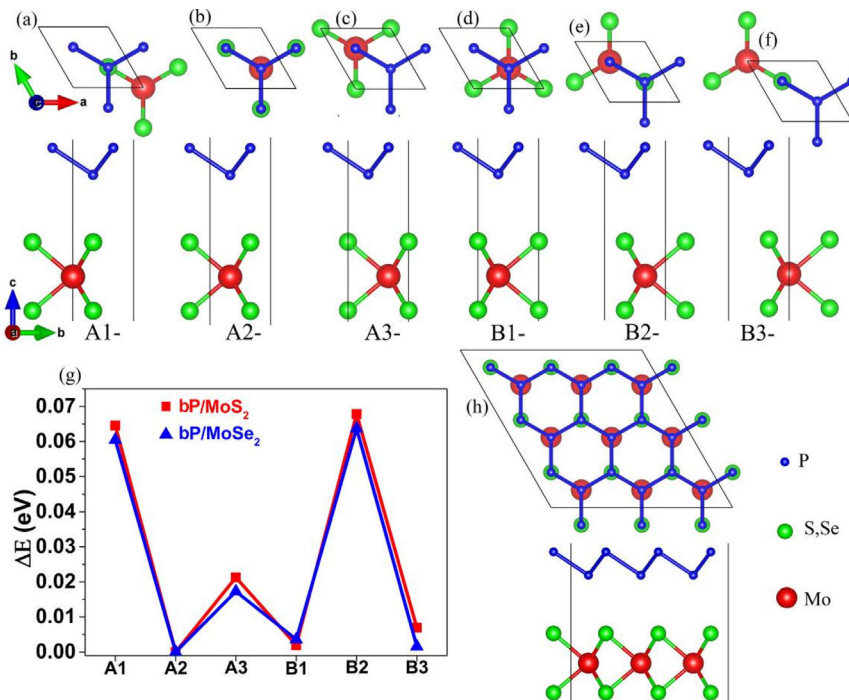 (a)
(b)
(c)
(d)
(e)
(f)
b
c
a
A1-
A2-
A3-
B1-
B2-
B3-
c
a
b
(g)
bP/MoS₂
bP/MoSe₂
ΔE (eV)
0.07
0.06
0.05
0.04
0.03
0.02
0.01
0.00
A1 A2 A3 B1 B2 B3
(h)
P
S,Se
Mo